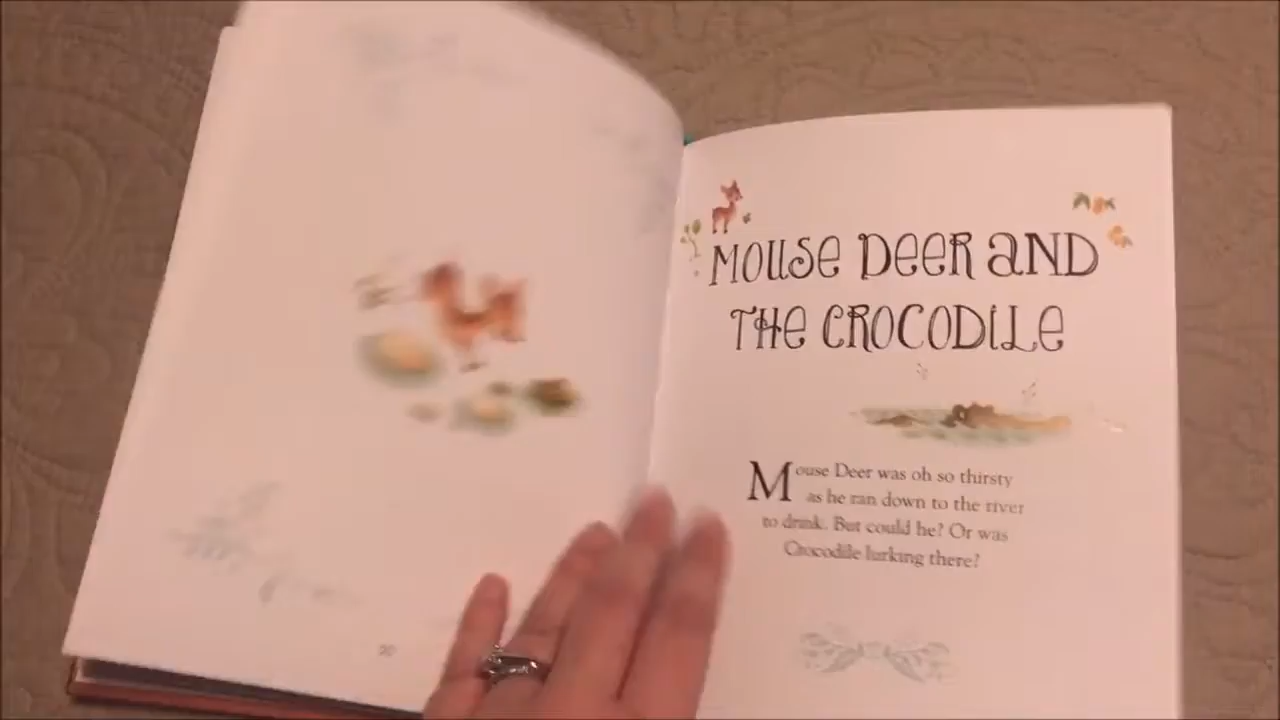 MOUSE DEER AND
THE CROCODILE
Mouse Deer was oh so thirsty
as he ran down to the river
to drink. But could he? Or was
Crocodile lurking there?